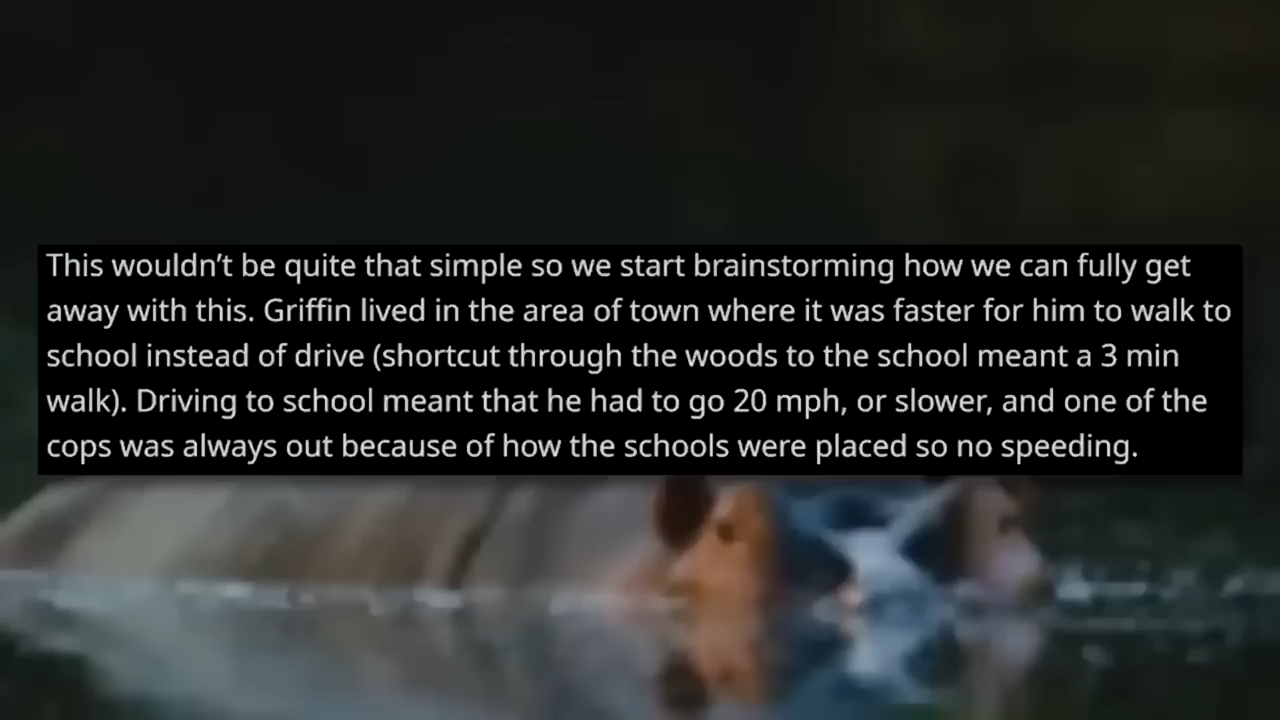 This wouldn’t be quite that simple so we start brainstorming how we can fully get
away with this. Griffin lived in the area of town where it was faster for him to walk to
school instead of drive (shortcut through the woods to the school meant a 3 min
walk). Driving to school meant that he had to go 20 mph, or slower, and one of the
cops was always out because of how the schools were placed so no speeding.